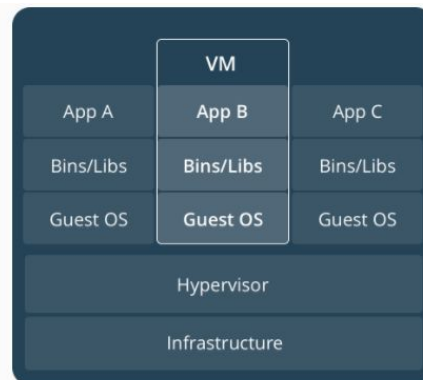 VM
App A App B App C
Bins/Libs Bins/Libs Bins/Libs
Guest OS Guest OS Guest OS
Hypervisor
Infrastructure